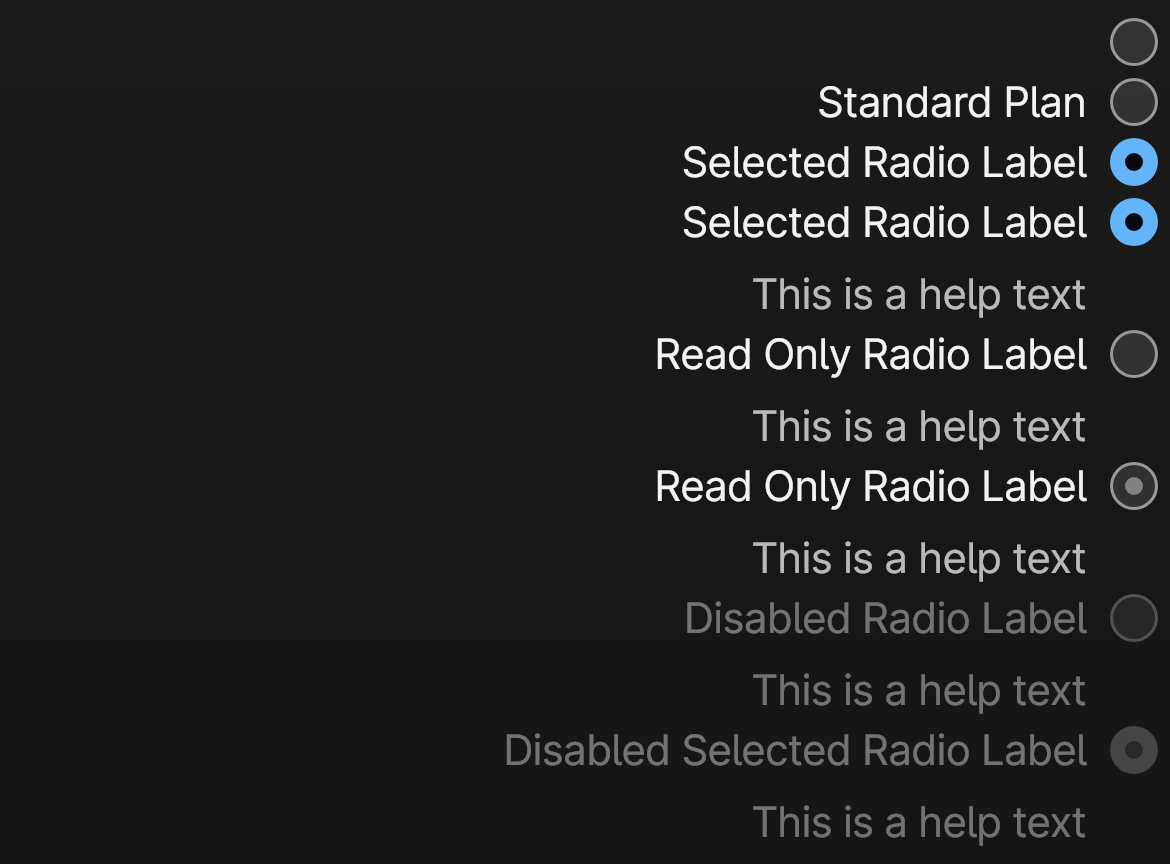 Standard Plan
Selected Radio Label
Selected Radio Label
This is a help text
Read Only Radio Label
This is a help text
Read Only Radio Label
This is a help text
Disabled Radio Label
This is a help text
Disabled Selected Radio Label
This is a help text